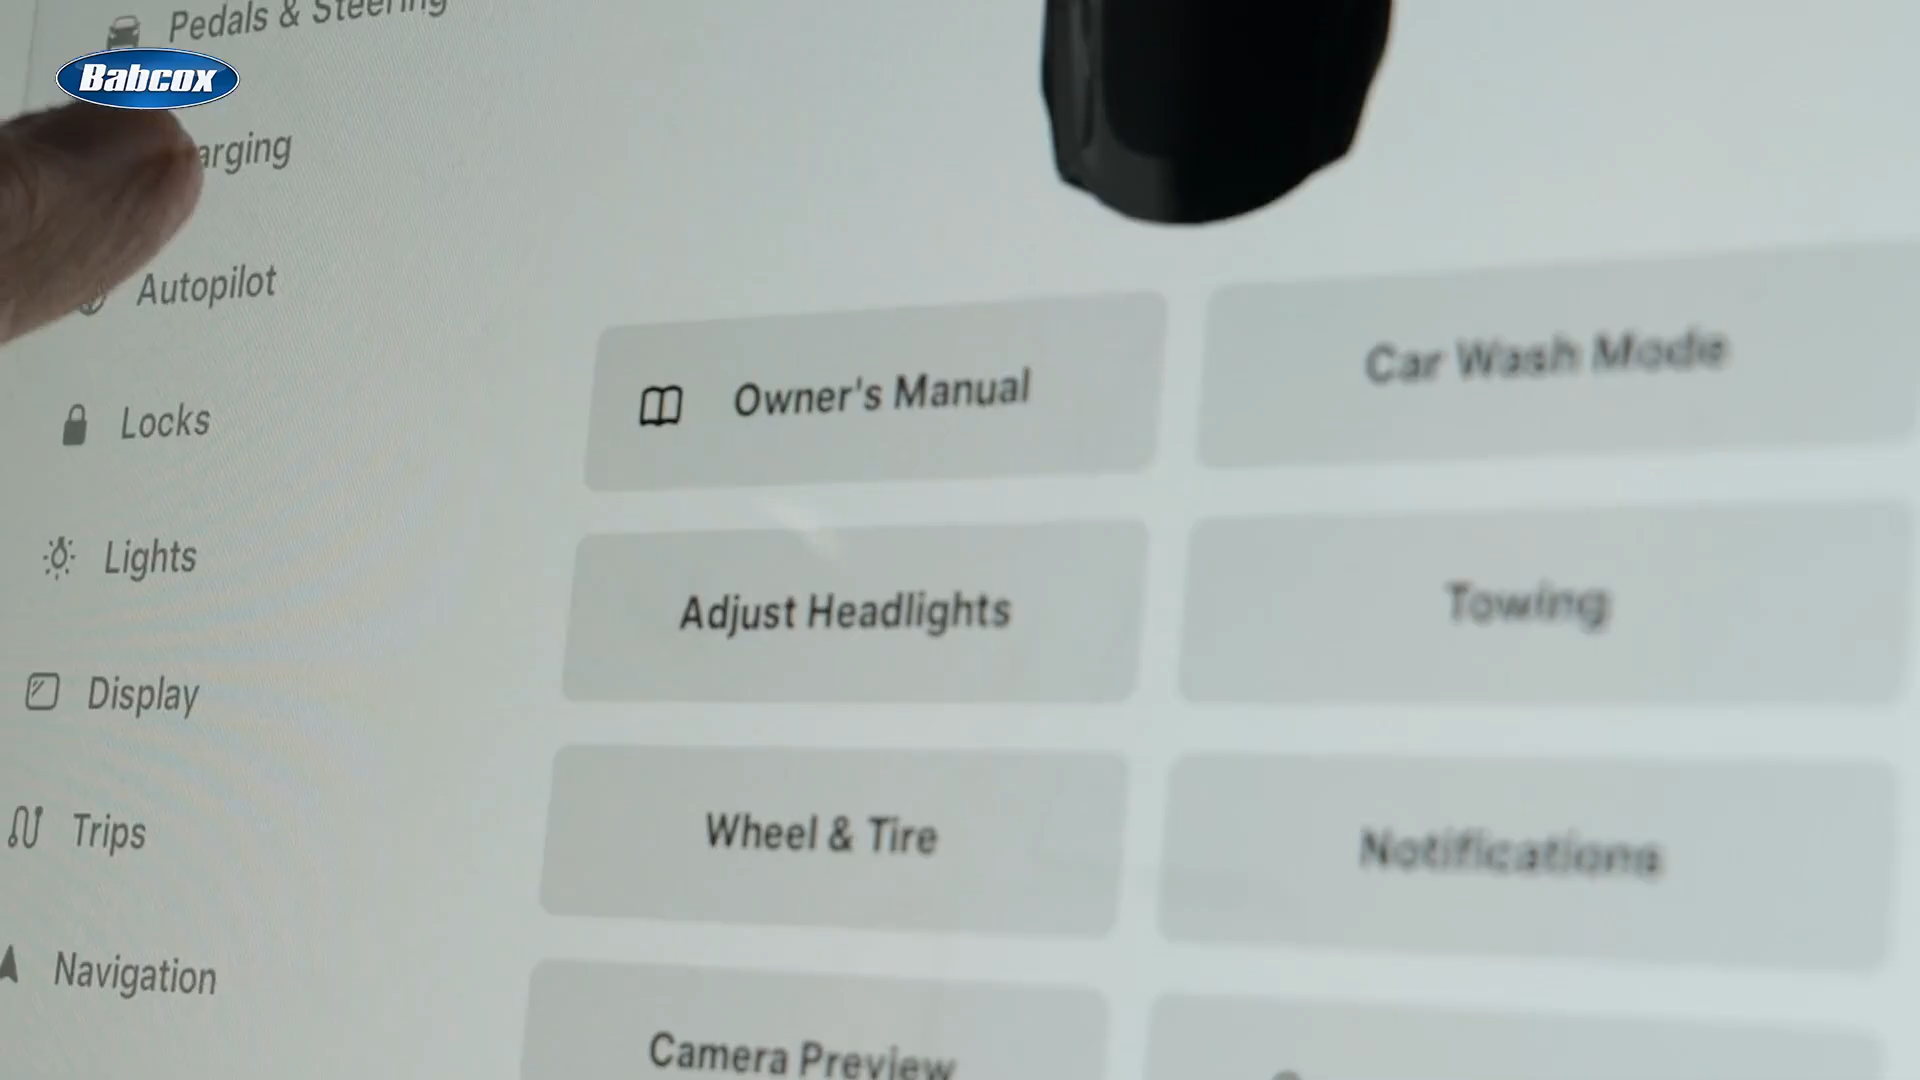 Pedals & Steering
Babcox
arging
Autopilot
Locks
Lights
Display
Trips
Navigation
Owner's Manual
Car Wash Mode
Adjust Headlights
Towing
Wheel & Tire
Notifications
Camera Preview